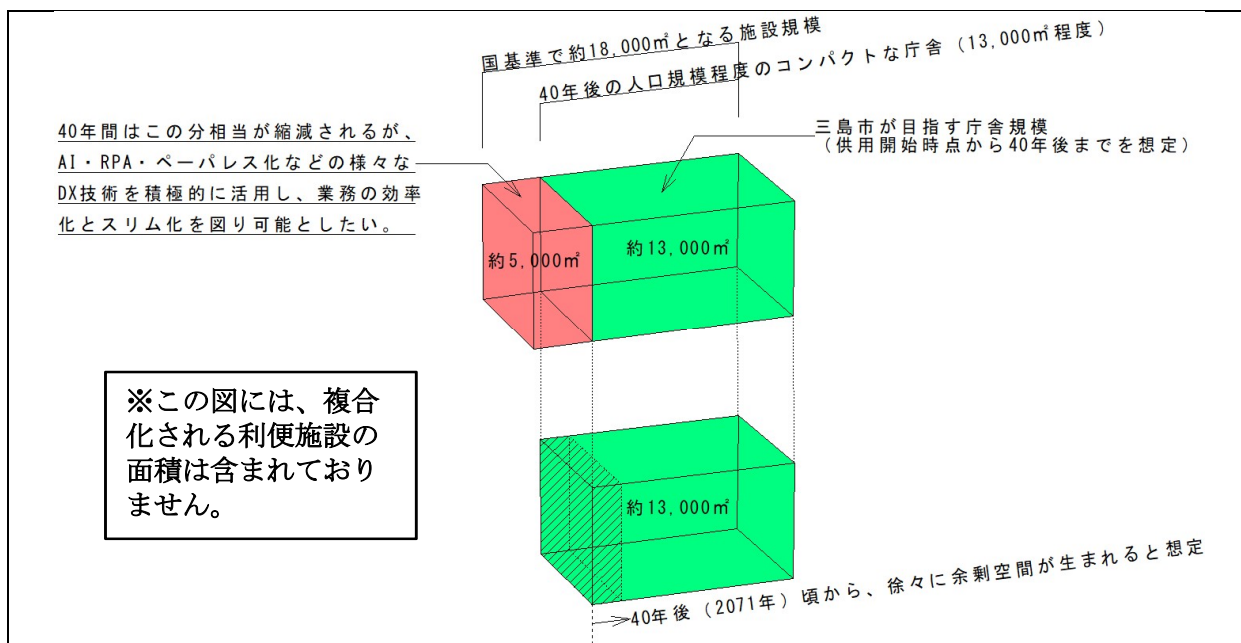 国基準で約18,000㎡となる施設規模
40年後の人口規模程度のコンパクトな庁舎（13,000㎡程度）
40年間はこの分相当が縮減されるが、
AI・RPA・ペーパレス化などの様々な
DX技術を積極的に活用し、業務の効率
化とスリム化を図り可能としたい。
三島市が目指す庁舎規模
（供用開始時点から40年後までを想定）
約5,000㎡
約13,000㎡
※この図には、複合
化される利便施設の
面積は含まれており
ません。
約13,000㎡
40年後（2071年）頃から、徐々に余剰空間が生まれると想定